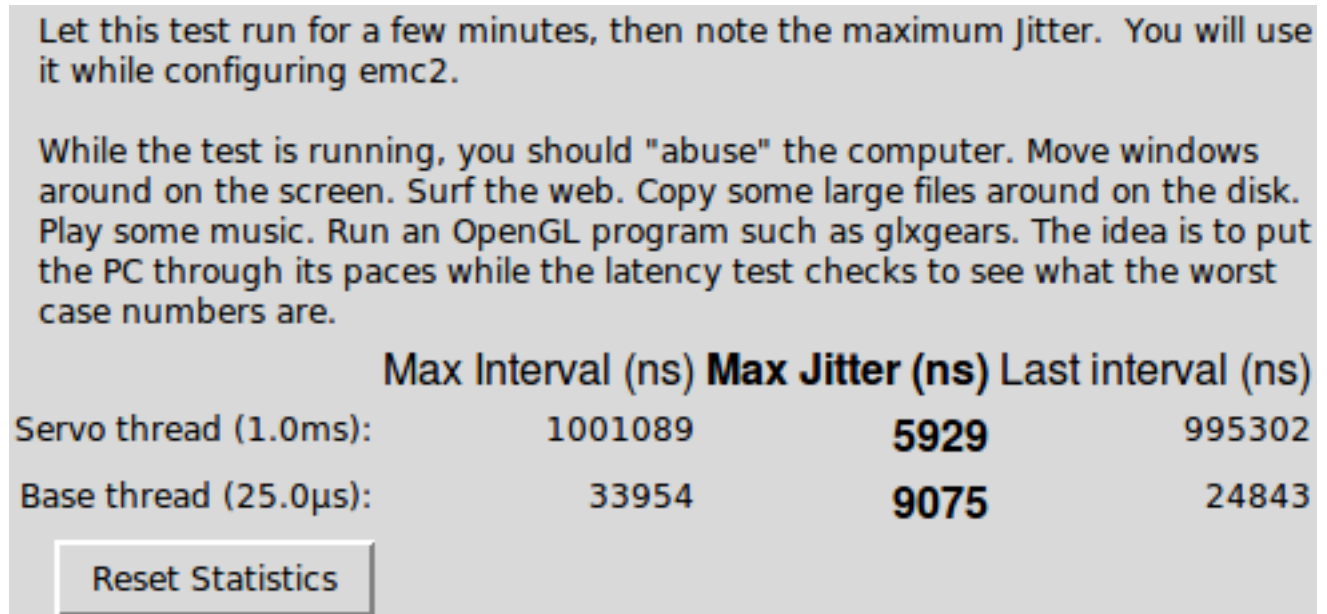 Let this test run for a few minutes, then note the maximum Jitter.  You will use
it while configuring emc2.
While the test is running, you should "abuse" the computer. Move windows
around on the screen. Surf the web. Copy some large files around on the disk.
Play some music. Run an OpenGL program such as glxgears. The idea is to put
the PC through its paces while the latency test checks to see what the worst
case numbers are.
Max Interval (ns) Max Jitter (ns) Last interval (ns)
Servo thread (1.0ms): 1001089 5929 995302
Base thread (25.0µs): 33954 9075 24843
Reset Statistics